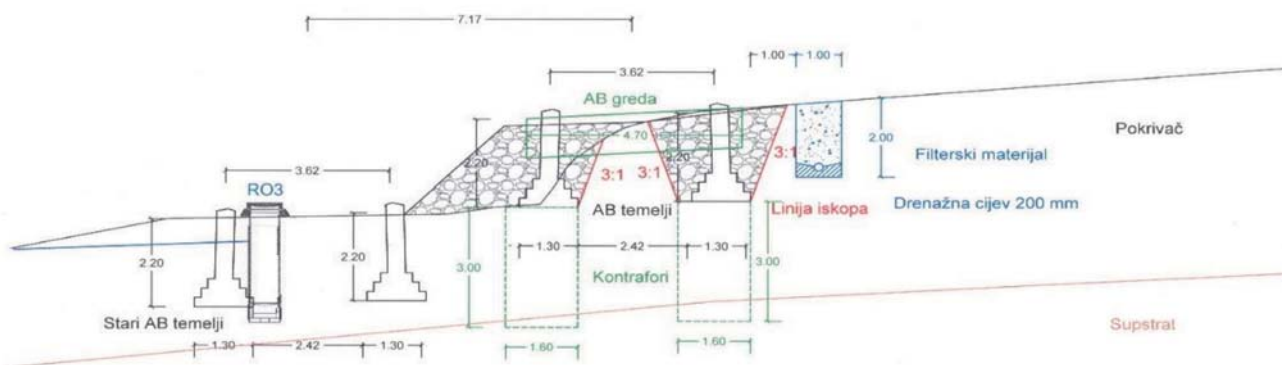 7.17
1.00
1.00
3.62
AB greda
4.70
2.20
2.20
2.00
Pokrivač
Filterski materijal
3:1
3:1
3:1
3.62
RO3
AB temelji
Linija iskopa
Drenažna cijev 200 mm
2.20
2.20
1.30
2.42
1.30
3.00
3.00
Kontrafori
Stari AB temelji
Supstrat
1.30
2.42
1.30
1.60
1.60